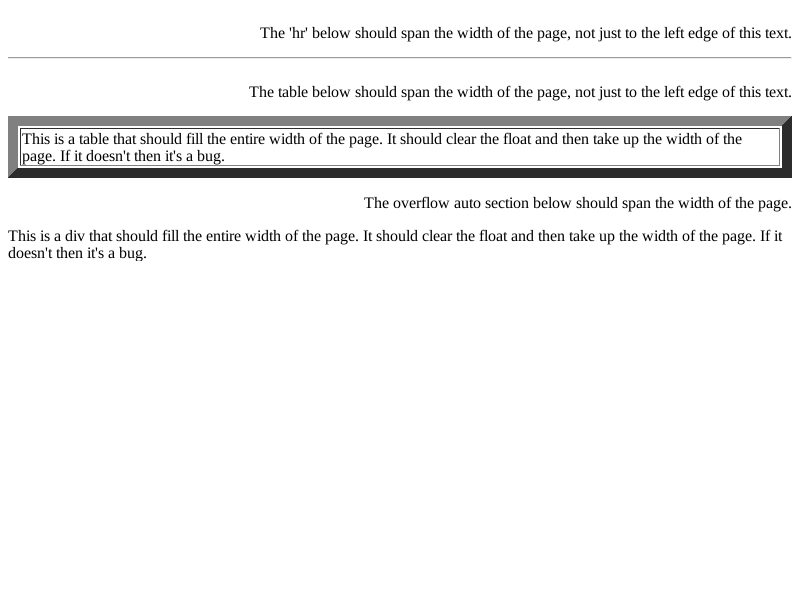 The 'hr' below should span the width of the page, not just to the left edge of this text.
The table below should span the width of the page, not just to the left edge of this text.
This is a table that should fill the entire width of the page. It should clear the float and then take up the width of the
page. If it doesn't then it's a bug.
The overflow auto section below should span the width of the page.
This is a div that should fill the entire width of the page. It should clear the float and then take up the width of the page. If it
doesn't then it's a bug.